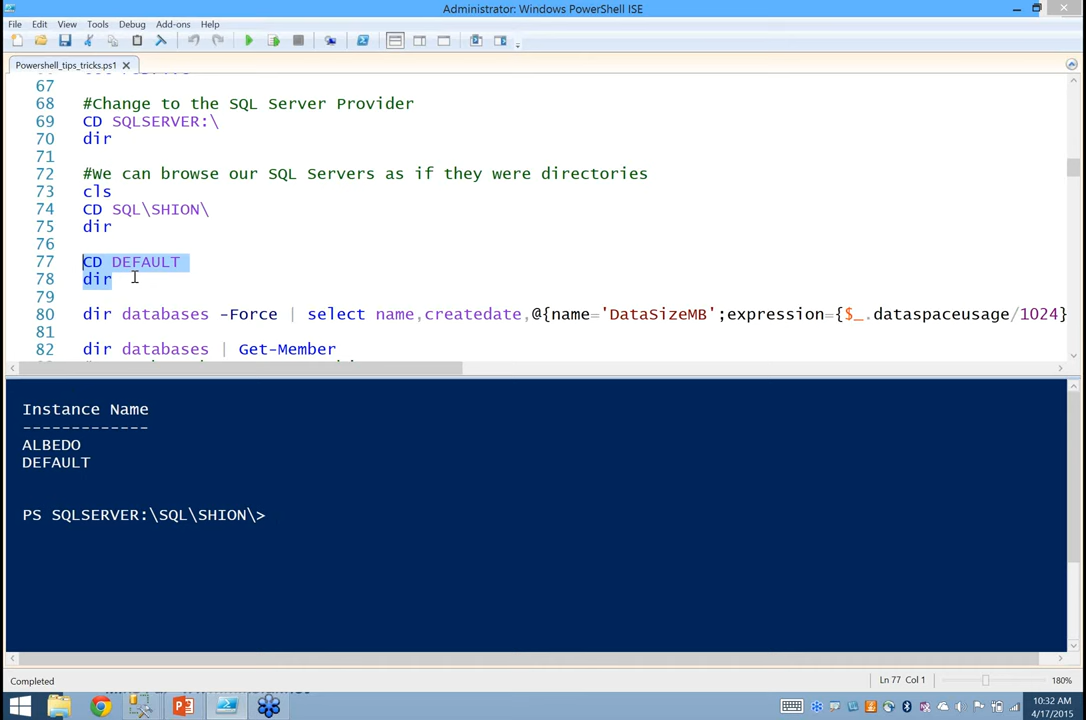 Administrator: Windows PowerShell ISE
File Edit View Tools Debug Add-ons Help
Powershell_tips_tricks.ps1
67
68 #Change to the SQL Server Provider
69 CD SQLSERVER:\
70 dir
71
72 #We can browse our SQL Servers as if they were directories
73 cls
74 CD SQL\SHION\
75 dir
76
77 CD DEFAULT
78 dir
79
80 dir databases -Force | select name,createdate,@{name='DataSizeMB';expression={$_.dataspaceusage/1024}
81
82 dir databases | Get-Member
Instance Name
-------------
ALBEDO
DEFAULT
PS SQLSERVER:\SQL\SHION\>
Completed
Ln 77 Col 1
180%
10:32 AM
4/17/2015